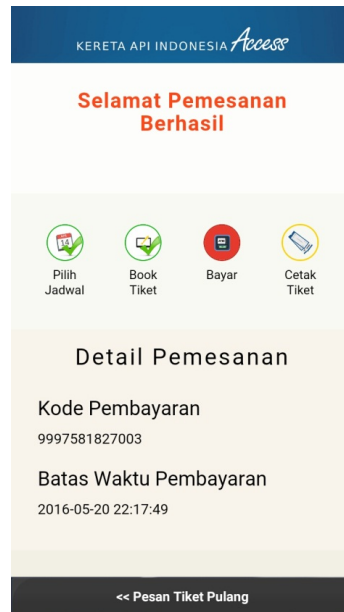 KERETA API INDONESIA Access
Selamat Pemesanan
Berhasil
Pilih
Jadwal
Book
Tiket
Bayar
Cetak
Tiket
Detail Pemesanan
Kode Pembayaran
9997581827003
Batas Waktu Pembayaran
2016-05-20 22:17:49
<< Pesan Tiket Pulang